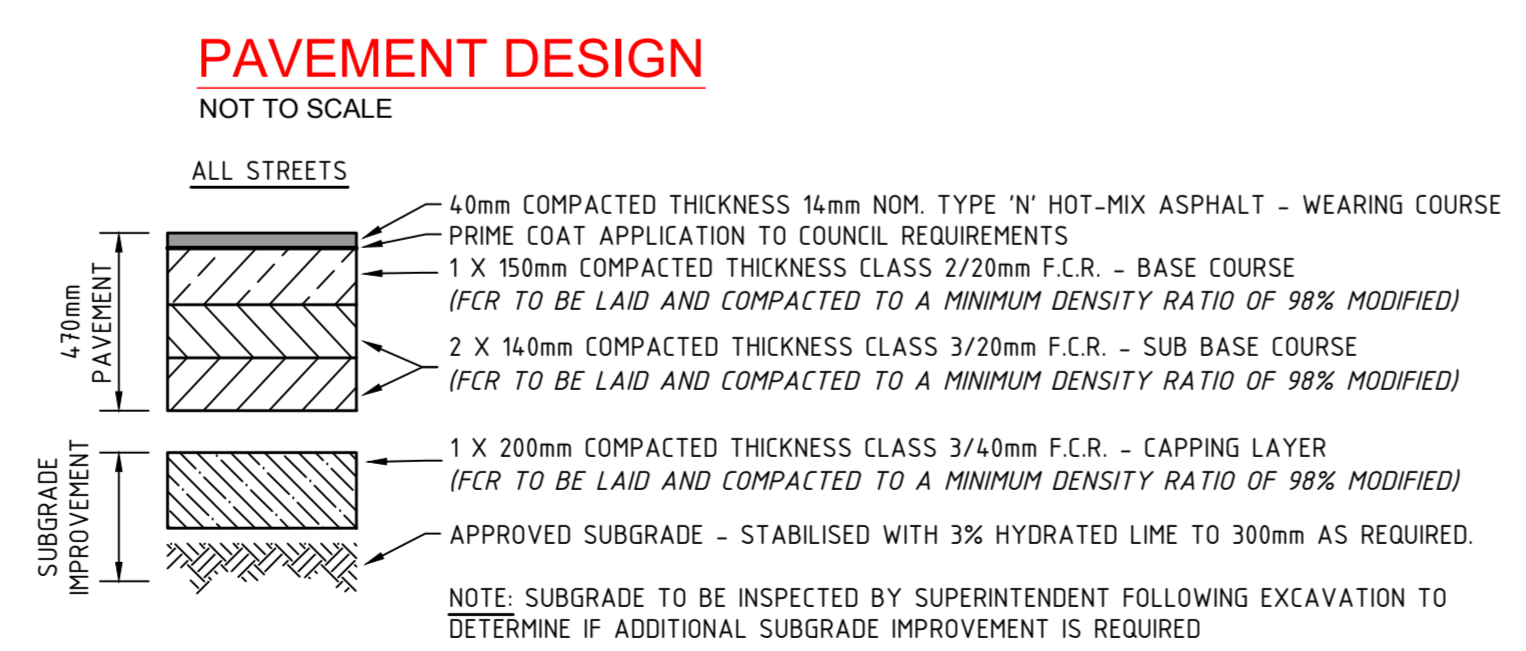 PAVEMENT DESIGN
NOT TO SCALE
ALL STREETS
40mm COMPACTED THICKNESS 14mm NOM. TYPE 'N' HOT-MIX ASPHALT - WEARING COURSE
PRIME COAT APPLICATION TO COUNCIL REQUIREMENTS
1 X 150mm COMPACTED THICKNESS CLASS 2/20mm F.C.R. - BASE COURSE
(FCR TO BE LAID AND COMPACTED TO A MINIMUM DENSITY RATIO OF 98% MODIFIED)
470mm
PAVEMENT
2 X 140mm COMPACTED THICKNESS CLASS 3/20mm F.C.R. - SUB BASE COURSE
(FCR TO BE LAID AND COMPACTED TO A MINIMUM DENSITY RATIO OF 98% MODIFIED)
1 X 200mm COMPACTED THICKNESS CLASS 3/40mm F.C.R. - CAPPING LAYER
(FCR TO BE LAID AND COMPACTED TO A MINIMUM DENSITY RATIO OF 98% MODIFIED)
SUBGRADE
IMPROVEMENT
APPROVED SUBGRADE - STABILISED WITH 3% HYDRATED LIME TO 300mm AS REQUIRED.
NOTE: SUBGRADE TO BE INSPECTED BY SUPERINTENDENT FOLLOWING EXCAVATION TO
DETERMINE IF ADDITIONAL SUBGRADE IMPROVEMENT IS REQUIRED